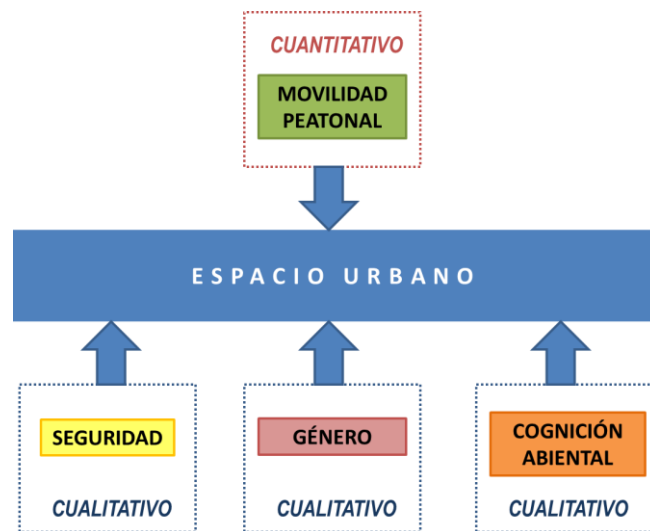 CUANTITATIVO
MOVILIDAD
PEATONAL
ESPACIO URBANO
SEGURIDAD
CUALITATIVO
GÉNERO
CUALITATIVO
COGNICIÓN
ABIENTAL
CUALITATIVO